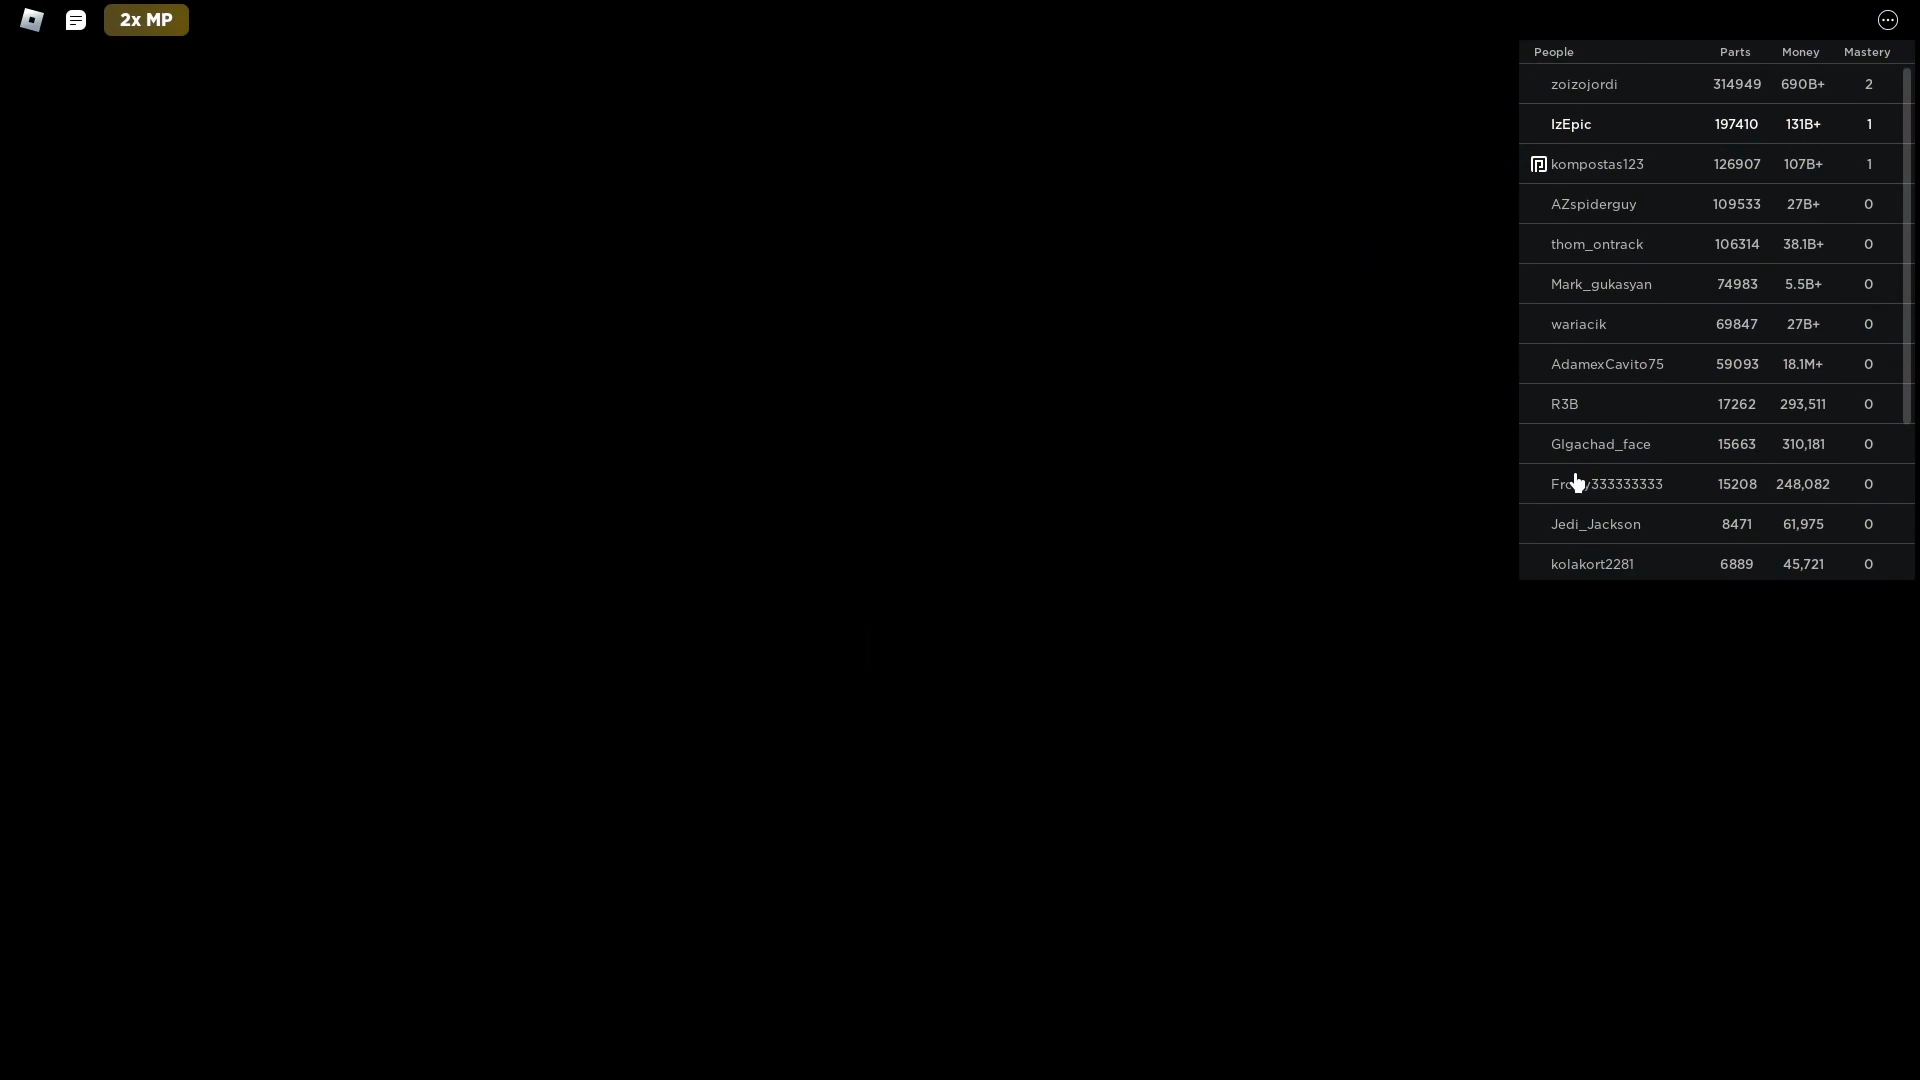 2x MP
People Parts Money Mastery
zoizojordi 314949 690B+ 2
IzEpic 197410 131B+ 1
kompostas123 126907 107B+ 1
AZspiderguy 109533 27B+ 0
thom_ontrack 106314 38.1B+ 0
Mark_gukasyan 74983 5.5B+ 0
wariacik 69847 27B+ 0
AdamexCavito75 59093 18.1M+ 0
R3B 17262 293,511 0
GIgachad_face 15663 310,181 0
15208 248,082 0
Jedi_Jackson 8471 61,975 0
kolakort2281 6889 45,721 0